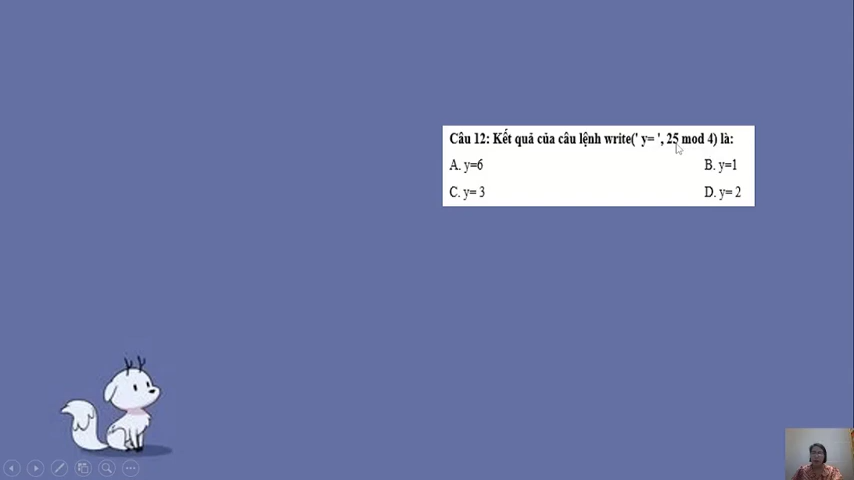 Câu 12: Kết quả của câu lệnh write(' y= ', 25 mod 4) là:
A. y=6 B. y=1
C. y= 3 D. y= 2